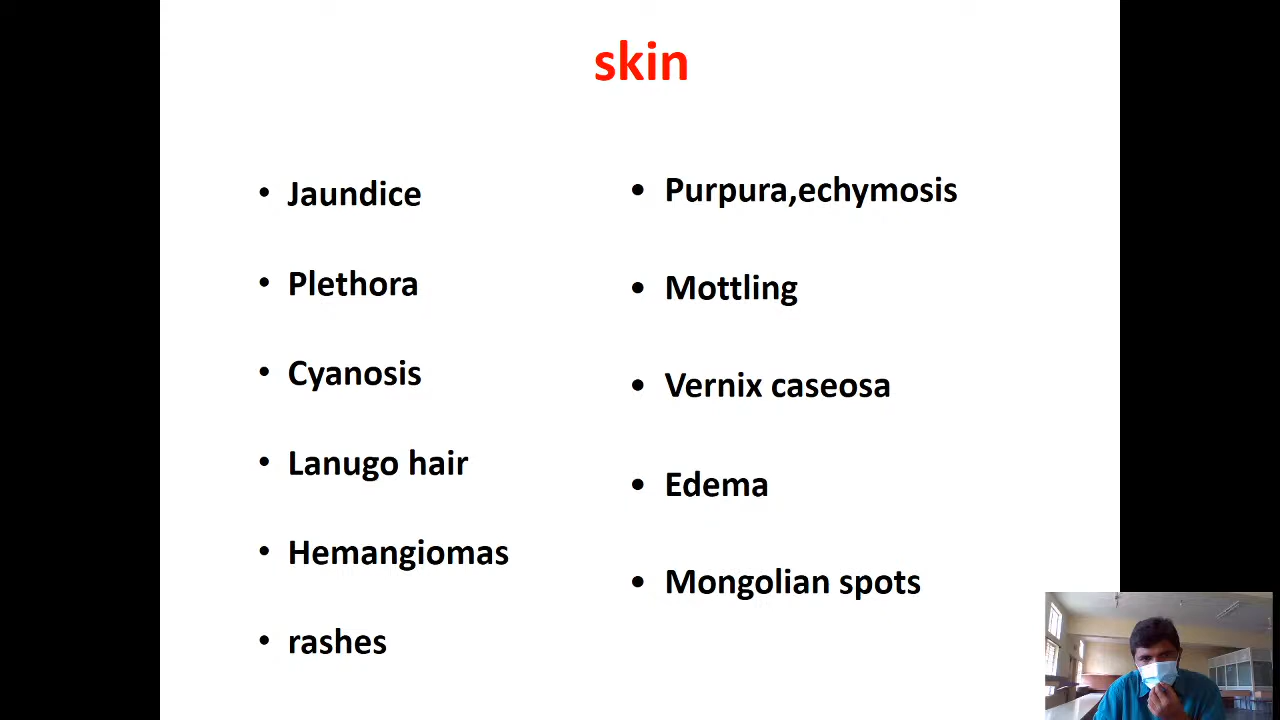 skin
• Jaundice
• Plethora
• Cyanosis
• Lanugo hair
• Hemangiomas
• rashes
• Purpura,echymosis
• Mottling
• Vernix caseosa
• Edema
• Mongolian spots